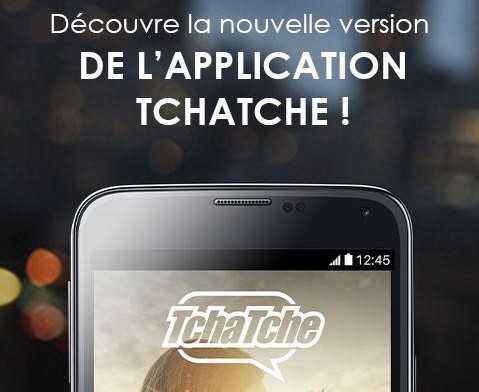 Découvre la nouvelle version
DE L'APPLICATION
TCHATCHE !
12:45
TchaTche